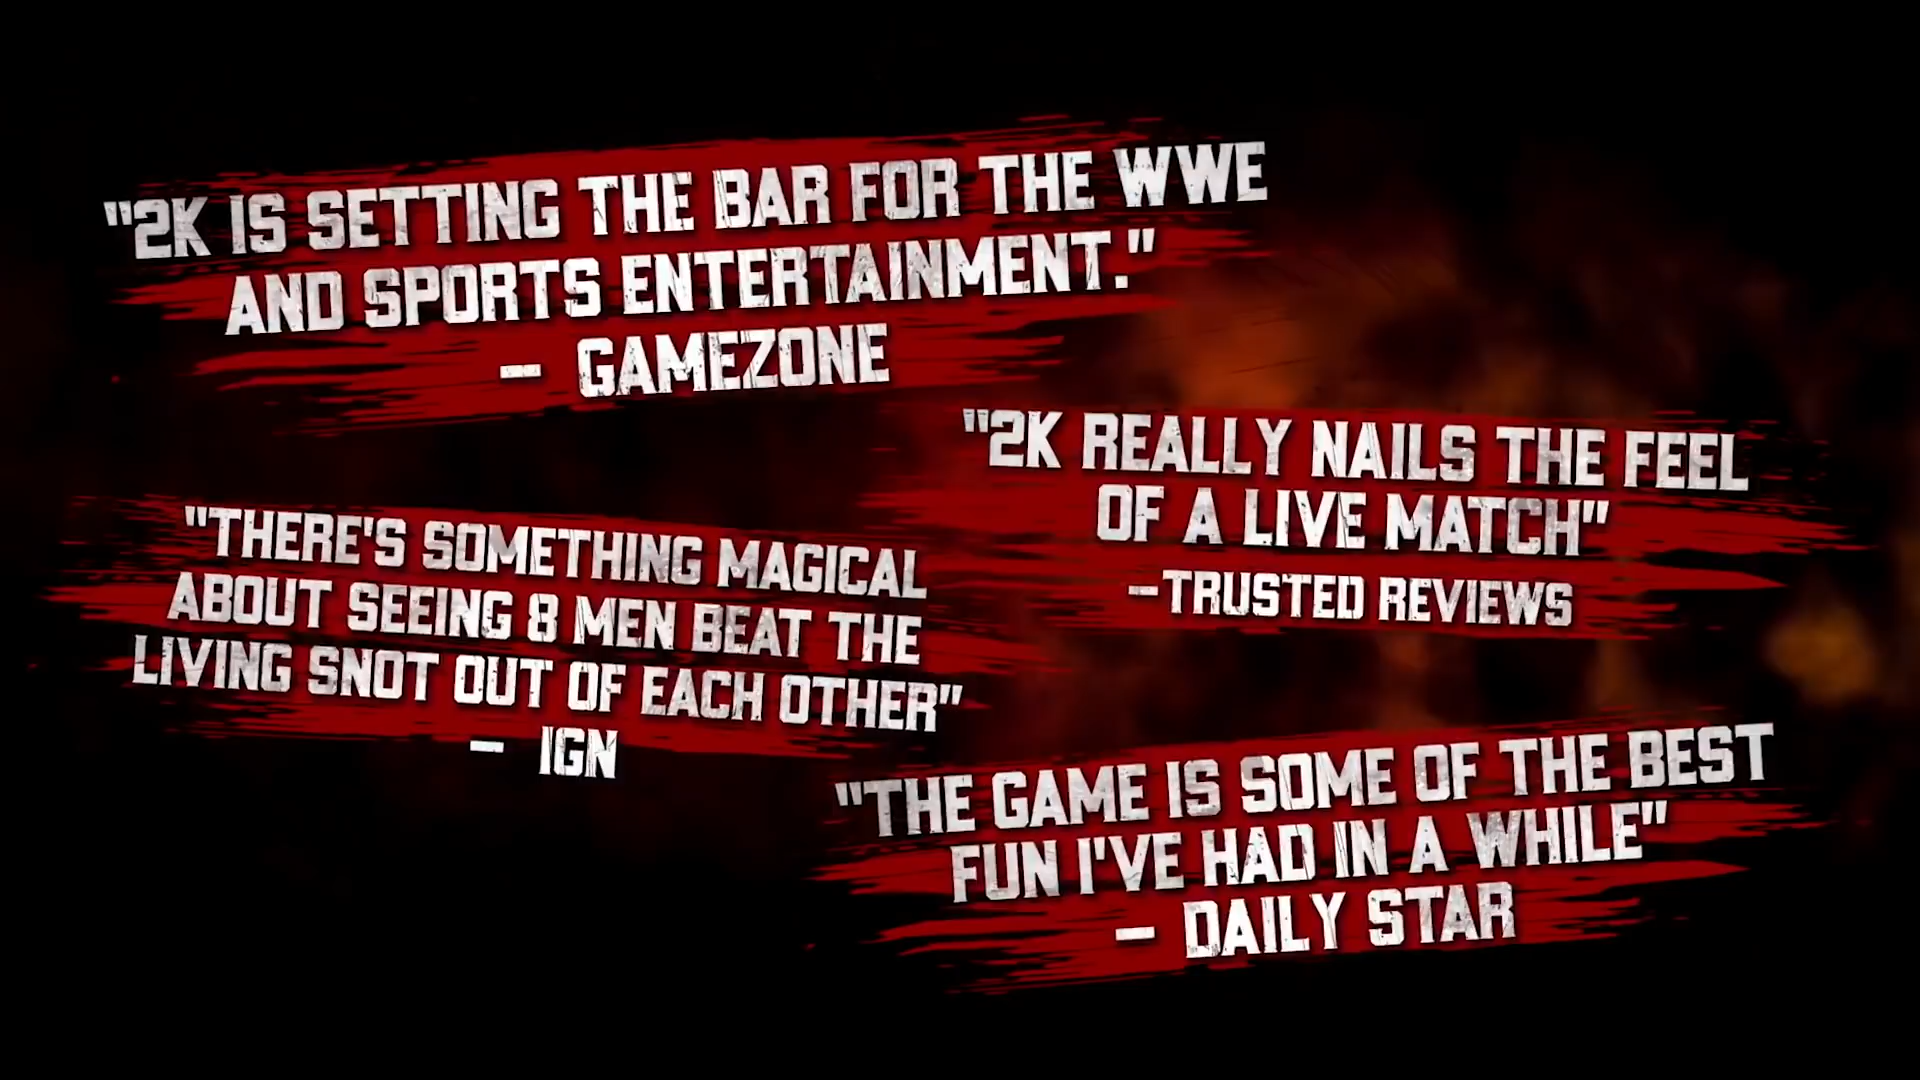 "2K IS SETTING THE BAR FOR THE WWE
AND SPORTS ENTERTAINMENT."
- GAMEZONE
"2K REALLY NAILS THE FEEL
OF A LIVE MATCH"
-TRUSTED REVIEWS
"THERE'S SOMETHING MAGICAL
ABOUT SEEING 8 MEN BEAT THE
LIVING SNOT OUT OF EACH OTHER"
- IGN
"THE GAME IS SOME OF THE BEST
FUN I'VE HAD IN A WHILE"
- DAILY STAR